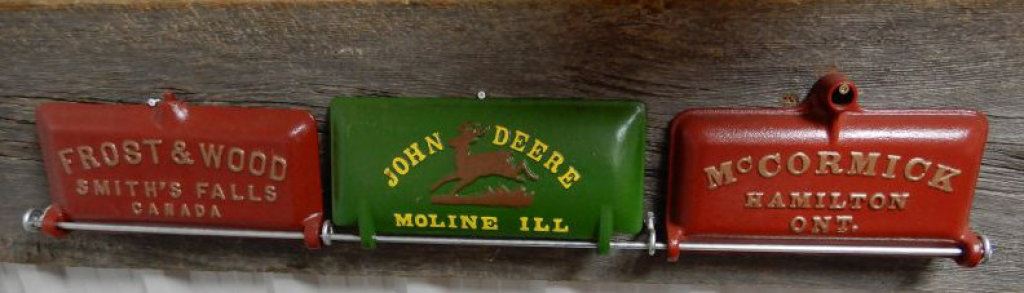 FROST & WOOD
SMITH'S FALLS
CANADA
JOHN DEERE
MOLINE ILL
McCORMICK
HAMILTON
ONT.